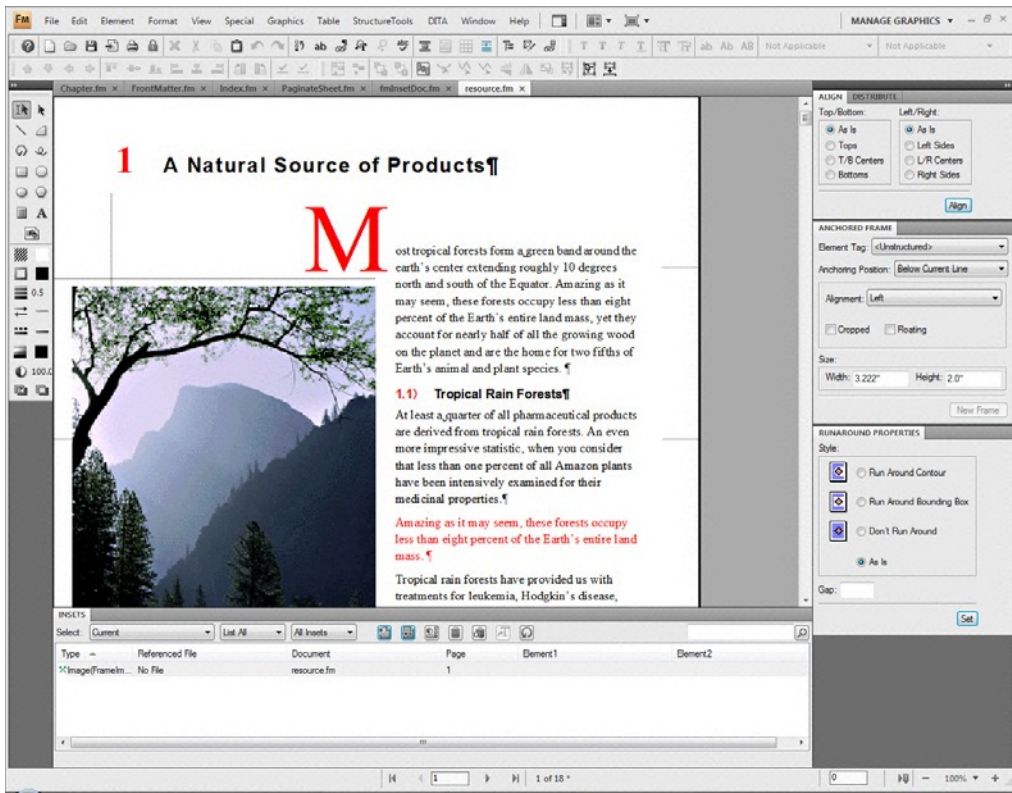 Fm File Edit Element Format View Special Graphics Table StructureTools DITA Window Help MANAGE GRAPHICS
Not Applicable Not Applicable
Chapter.fm × FrontMatter.fm × Index.fm × PaginateSheet.fm × fmInsetDoc.fm × resource.fm ×
0.5
100.0
1 A Natural Source of Products¶
Most tropical forests form a green band around the
earth's center extending roughly 10 degrees
north and south of the Equator. Amazing as it
may seem, these forests occupy less than eight
percent of the Earth's entire land mass, yet they
account for nearly half of all the growing wood
on the planet and are the home for two fifths of
Earth's animal and plant species. ¶
1.1) Tropical Rain Forests¶
At least a quarter of all pharmaceutical products
are derived from tropical rain forests. An even
more impressive statistic, when you consider
that less than one percent of all Amazon plants
have been intensively examined for their
medicinal properties.¶
Amazing as it may seem, these forests occupy
less than eight percent of the Earth's entire land
mass. ¶
Tropical rain forests have provided us with
treatments for leukemia, Hodgkin's disease,
ALIGN DISTRIBUTE
Top/Bottom: Left/Right:
As Is As Is
Tops Left Sides
T/B Centers L/R Centers
Bottoms Right Sides
Align
ANCHORED FRAME
Element Tag: <Unstructured>
Anchoring Position: Below Current Line
Alignment: Left
Cropped Floating
Size:
Width: 3.222" Height: 2.0"
New Frame
RUNAROUND PROPERTIES
Style:
Run Around Contour
Run Around Bounding Box
Don't Run Around
As Is
Gap:
Set
INSETS
Select: Current List All All Insets
Type Referenced File Document Page Element1 Element2
Image(FrameIm... No File resource.fm 1
1 1 of 18 * 0 100%